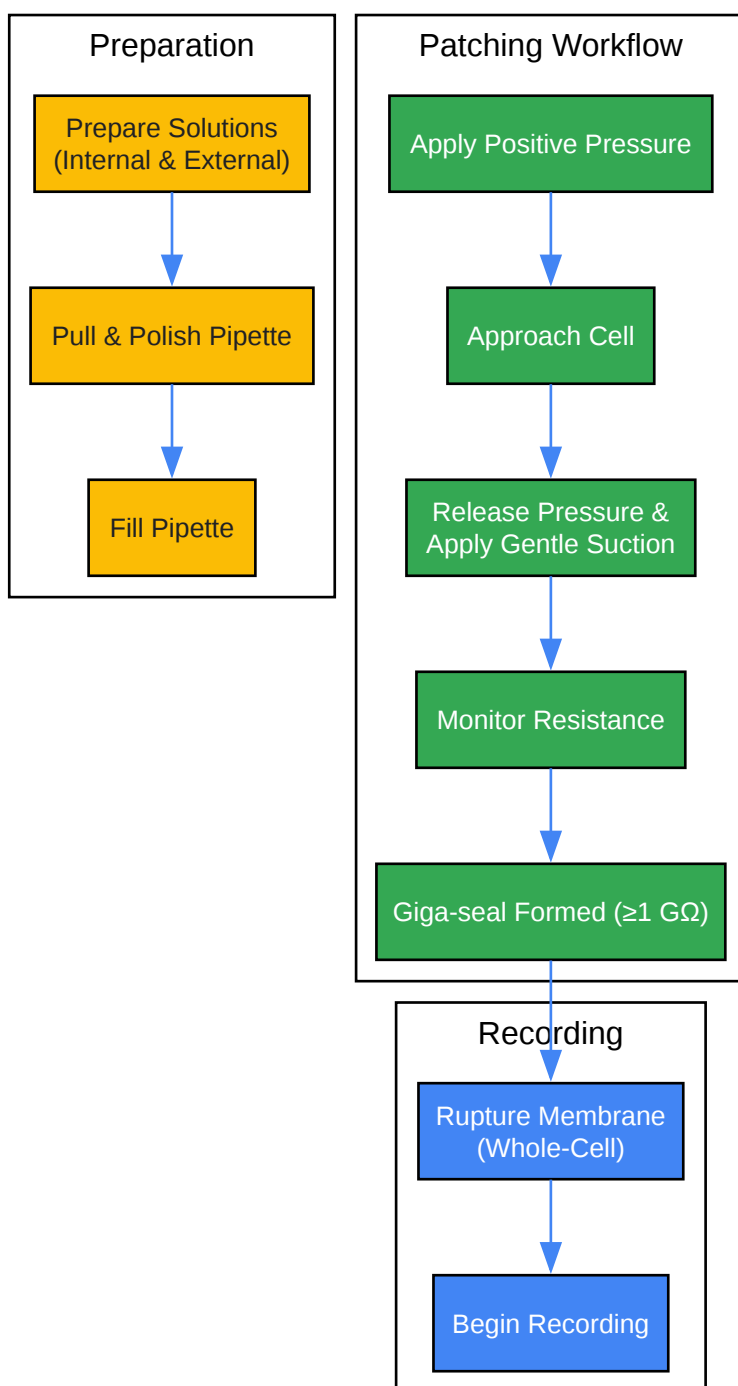 Preparation
Prepare Solutions
(Internal & External)
Pull & Polish Pipette
Fill Pipette
Patching Workflow
Apply Positive Pressure
Approach Cell
Release Pressure &
Apply Gentle Suction
Monitor Resistance
Giga-seal Formed (≥1 GΩ)
Recording
Rupture Membrane
(Whole-Cell)
Begin Recording